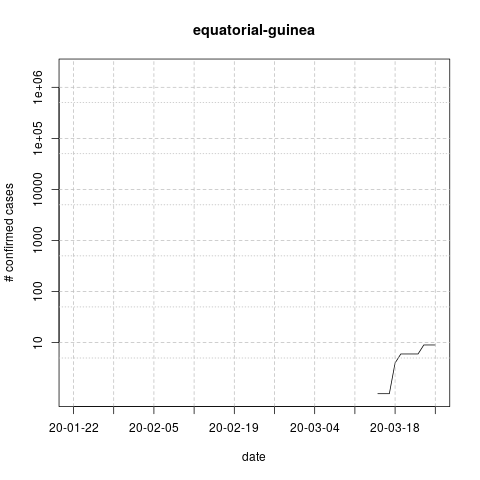 equatorial-guinea
# confirmed cases
1e+06
1e+05
10000
1000
100
10
20-01-22 20-02-05 20-02-19 20-03-04 20-03-18
date